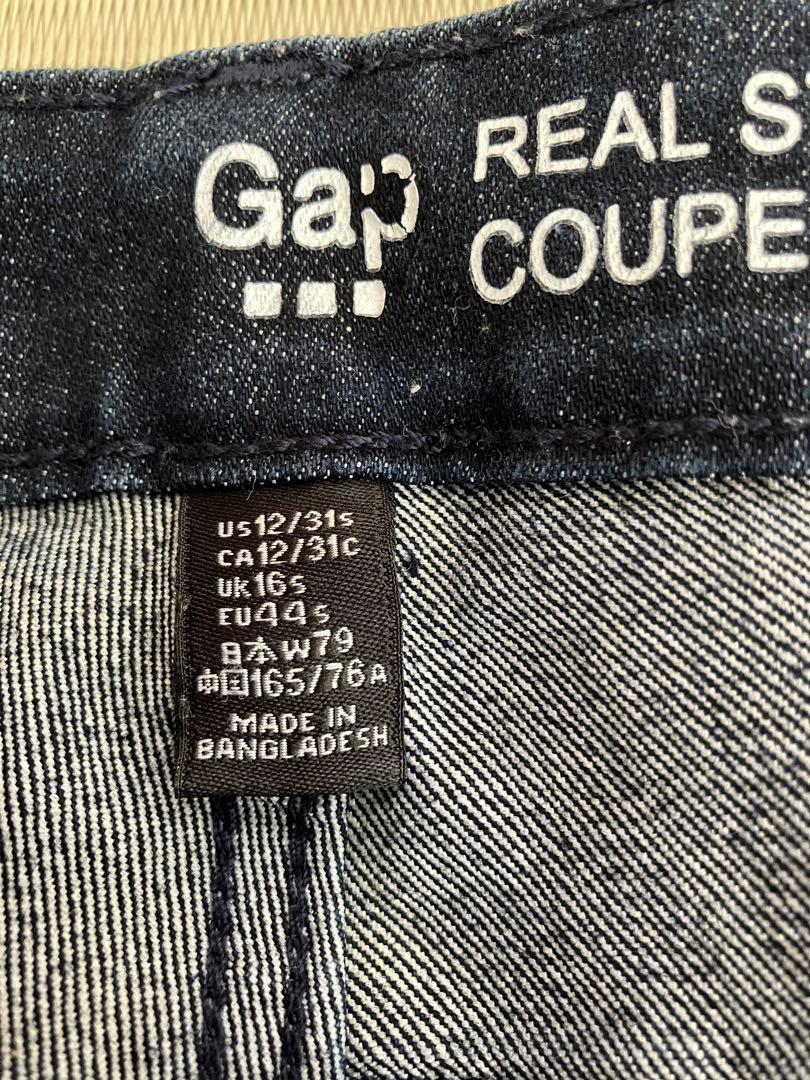 Gap
REAL S
COUPE
US12/31s
CA12/31C
UK16s
EU44s
日本W79
中国165/76A
MADE IN
BANGLADESH